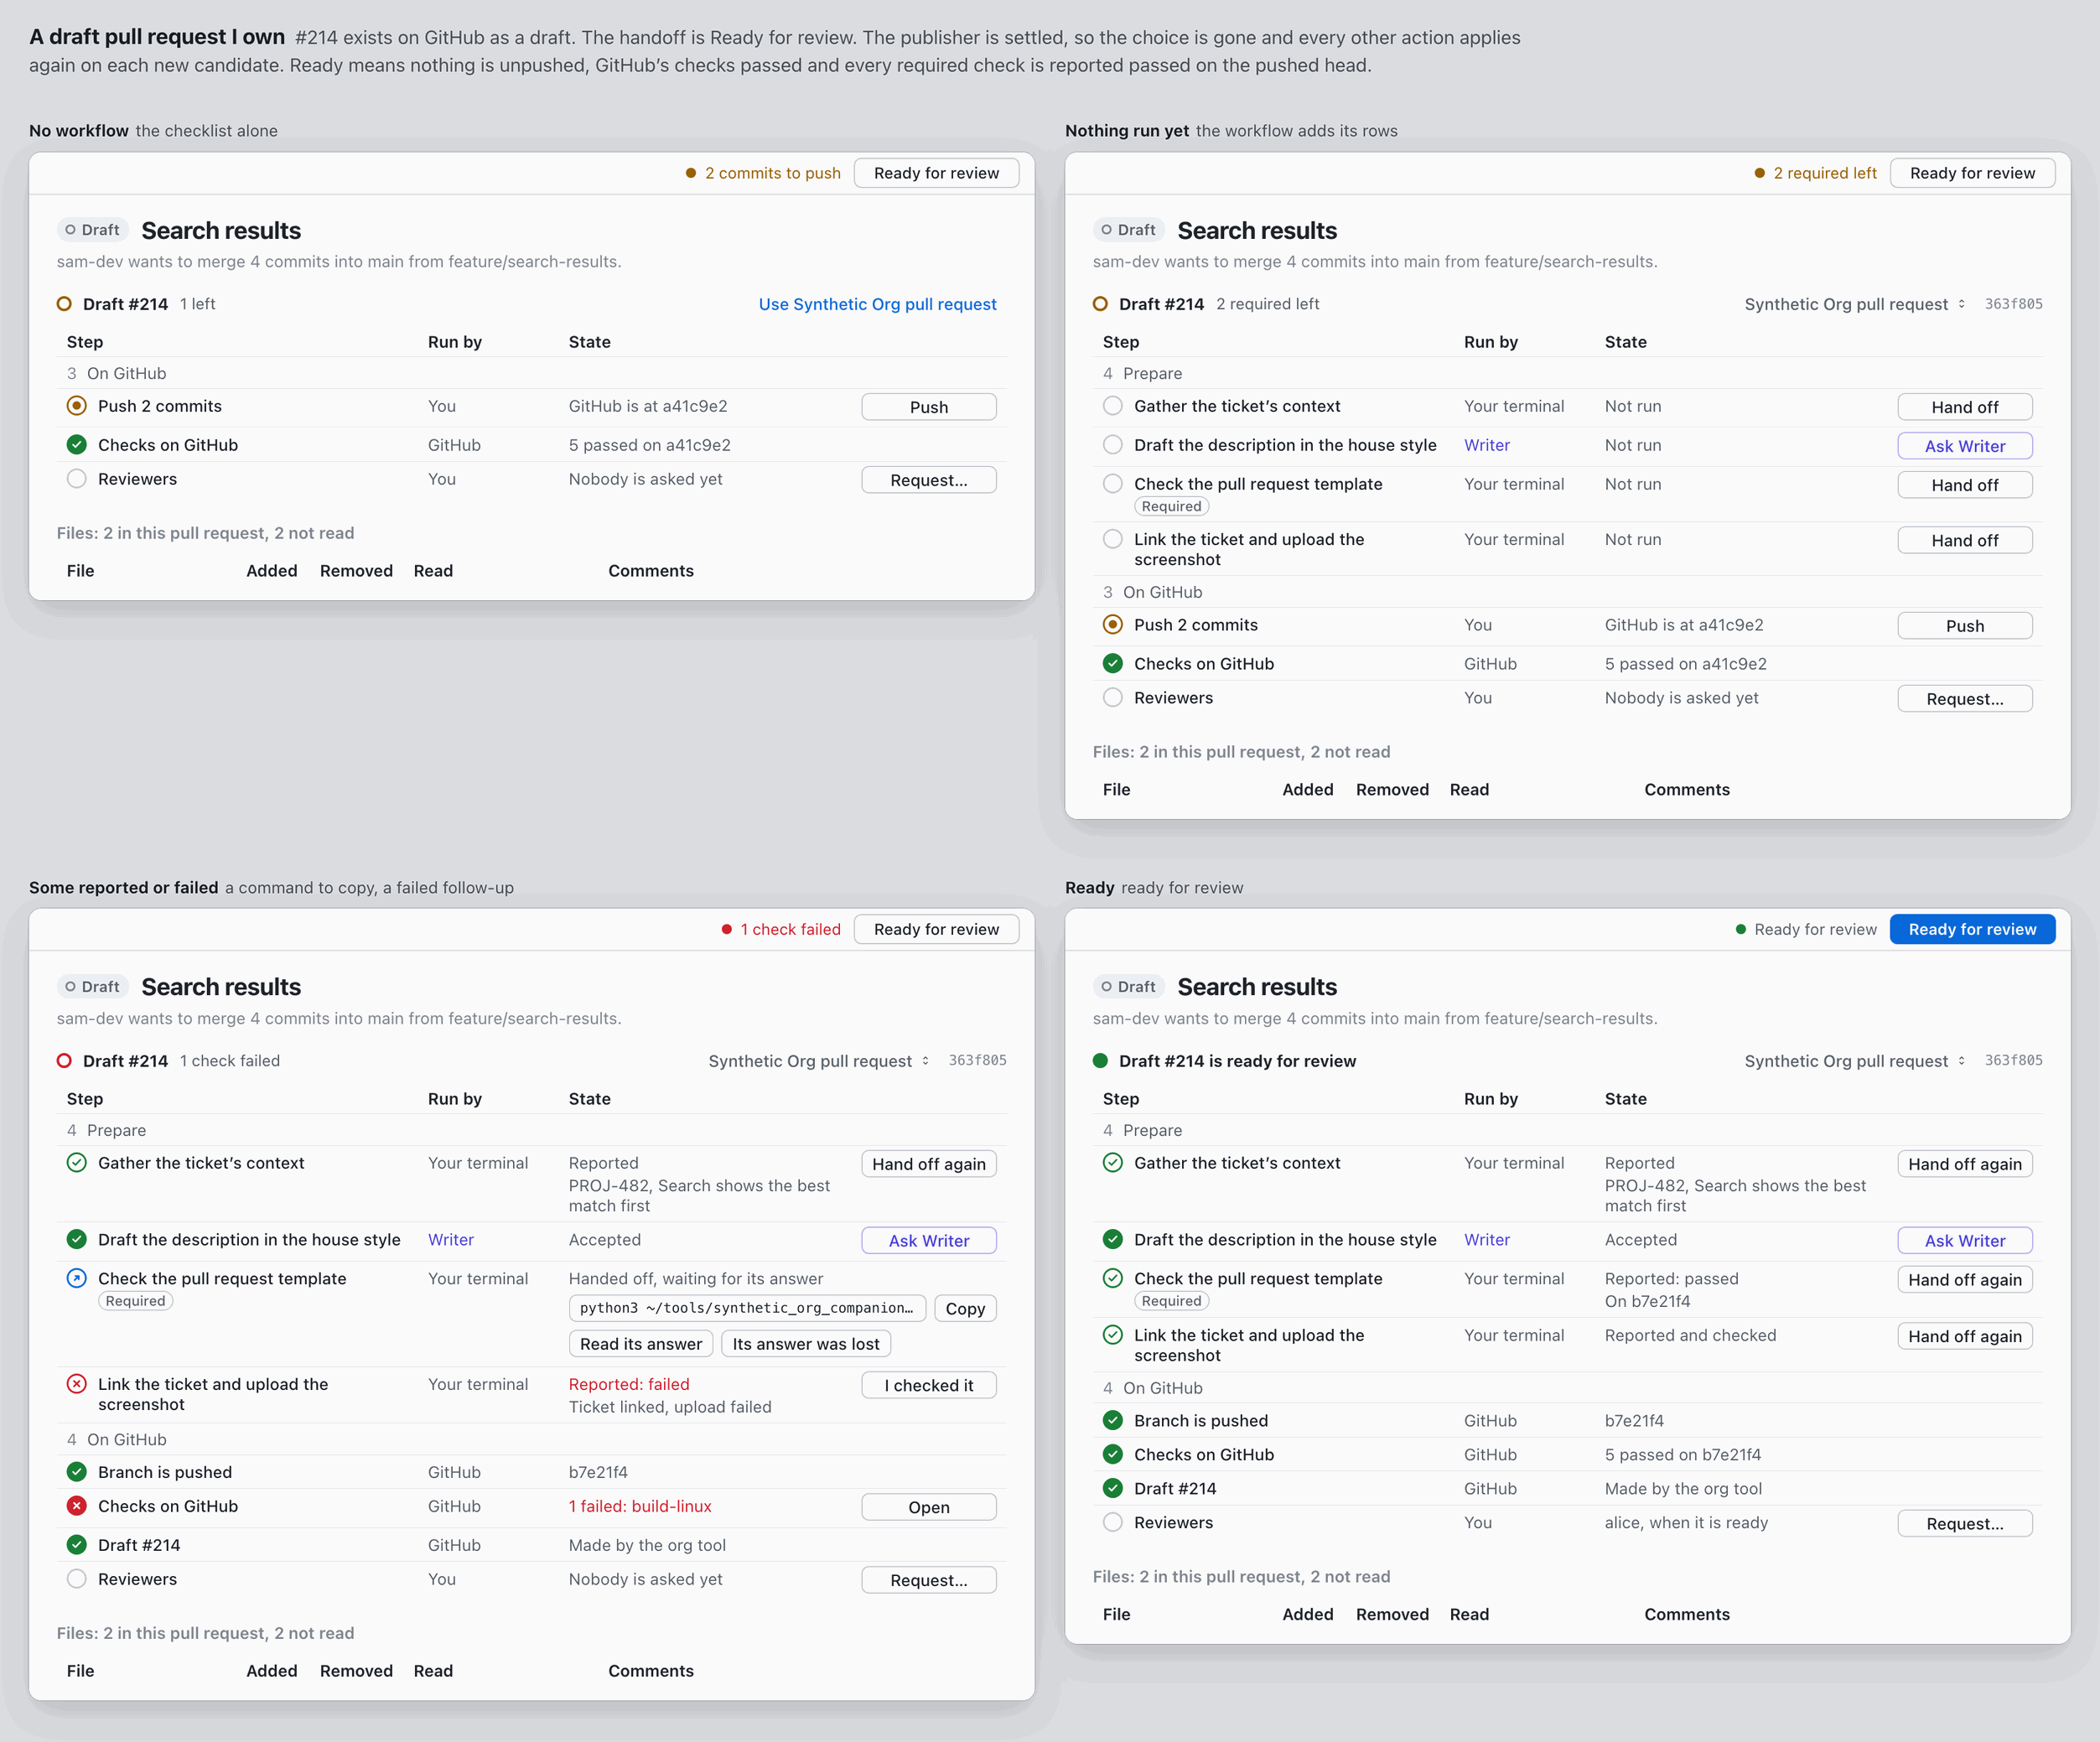 A draft pull request I own #214 exists on GitHub as a draft. The handoff is Ready for review. The publisher is settled, so the choice is gone and every other action applies
again on each new candidate. Ready means nothing is unpushed, GitHub’s checks passed and every required check is reported passed on the pushed head.
No workflow the checklist alone
2 commits to push Ready for review
Draft Search results
sam-dev wants to merge 4 commits into main from feature/search-results.
Draft #214 1 left Use Synthetic Org pull request
Step Run by State
3 On GitHub
Push 2 commits You GitHub is at a41c9e2 Push
Checks on GitHub GitHub 5 passed on a41c9e2
Reviewers You Nobody is asked yet Request...
Files: 2 in this pull request, 2 not read
File Added Removed Read Comments
Nothing run yet the workflow adds its rows
2 required left Ready for review
Draft Search results
sam-dev wants to merge 4 commits into main from feature/search-results.
Draft #214 2 required left Synthetic Org pull request 363f805
Step Run by State
4 Prepare
Gather the ticket’s context Your terminal Not run Hand off
Draft the description in the house style Writer Not run Ask Writer
Check the pull request template Your terminal Not run Hand off
Required
Link the ticket and upload the Your terminal Not run Hand off
screenshot
3 On GitHub
Push 2 commits You GitHub is at a41c9e2 Push
Checks on GitHub GitHub 5 passed on a41c9e2
Reviewers You Nobody is asked yet Request...
Files: 2 in this pull request, 2 not read
File Added Removed Read Comments
Some reported or failed a command to copy, a failed follow-up
1 check failed Ready for review
Draft Search results
sam-dev wants to merge 4 commits into main from feature/search-results.
Draft #214 1 check failed Synthetic Org pull request 363f805
Step Run by State
4 Prepare
Gather the ticket’s context Your terminal Reported Hand off again
PROJ-482, Search shows the best
match first
Draft the description in the house style Writer Accepted Ask Writer
Check the pull request template Your terminal Handed off, waiting for its answer
Required python3 ~/tools/synthetic_org_companion… Copy
Read its answer Its answer was lost
Link the ticket and upload the Your terminal Reported: failed I checked it
screenshot Ticket linked, upload failed
4 On GitHub
Branch is pushed GitHub b7e21f4
Checks on GitHub GitHub 1 failed: build-linux Open
Draft #214 GitHub Made by the org tool
Reviewers You Nobody is asked yet Request...
Files: 2 in this pull request, 2 not read
File Added Removed Read Comments
Ready ready for review
Ready for review Ready for review
Draft Search results
sam-dev wants to merge 4 commits into main from feature/search-results.
Draft #214 is ready for review Synthetic Org pull request 363f805
Step Run by State
4 Prepare
Gather the ticket’s context Your terminal Reported Hand off again
PROJ-482, Search shows the best
match first
Draft the description in the house style Writer Accepted Ask Writer
Check the pull request template Your terminal Reported: passed Hand off again
Required On b7e21f4
Link the ticket and upload the Your terminal Reported and checked Hand off again
screenshot
4 On GitHub
Branch is pushed GitHub b7e21f4
Checks on GitHub GitHub 5 passed on b7e21f4
Draft #214 GitHub Made by the org tool
Reviewers You alice, when it is ready Request...
Files: 2 in this pull request, 2 not read
File Added Removed Read Comments